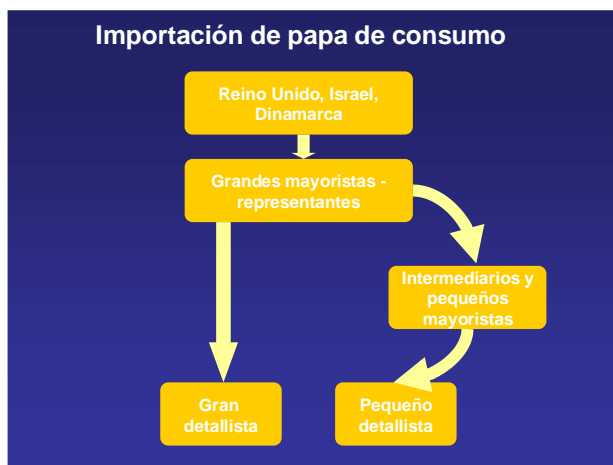 Importación de papa de consumo
Reino Unido, Israel,
Dinamarca
Grandes mayoristas -
representantes
Intermediarios y
pequeños
mayoristas
Gran
detallista
Pequeño
detallista